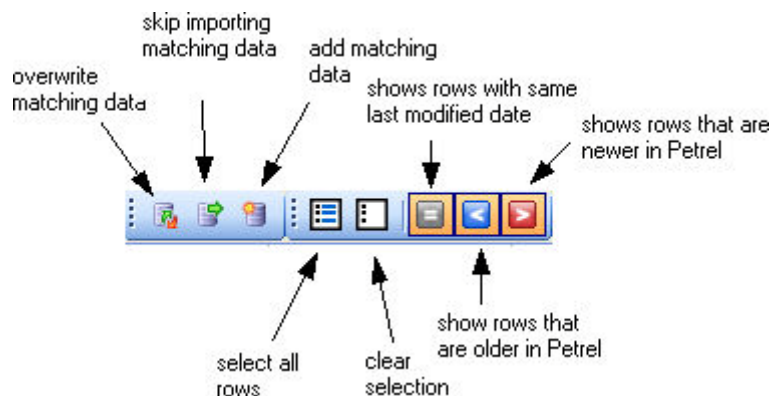 skip importing
matching data
add matching
data
overwrite
matching data
shows rows with same
last modified date
shows rows that are
newer in Petrel
=
<
>
select all
rows
clear
selection
show rows that
are older in Petrel